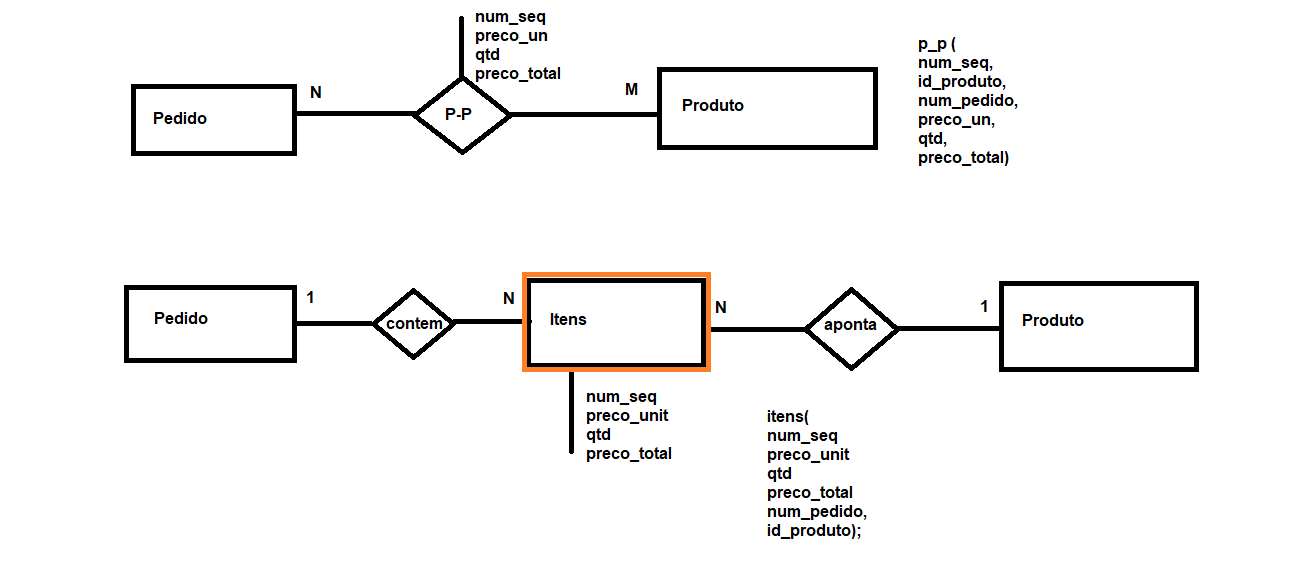 num_seq
preco_un
qtd
preco_total
Pedido
N
P-P
M
Produto
p_p (
num_seq,
id_produto,
num_pedido,
preco_un,
qtd,
preco_total)
Pedido
1
contem
N
Itens
N
aponta
1
Produto
num_seq
preco_unit
qtd
preco_total
itens(
num_seq
preco_unit
qtd
preco_total
num_pedido,
id_produto);